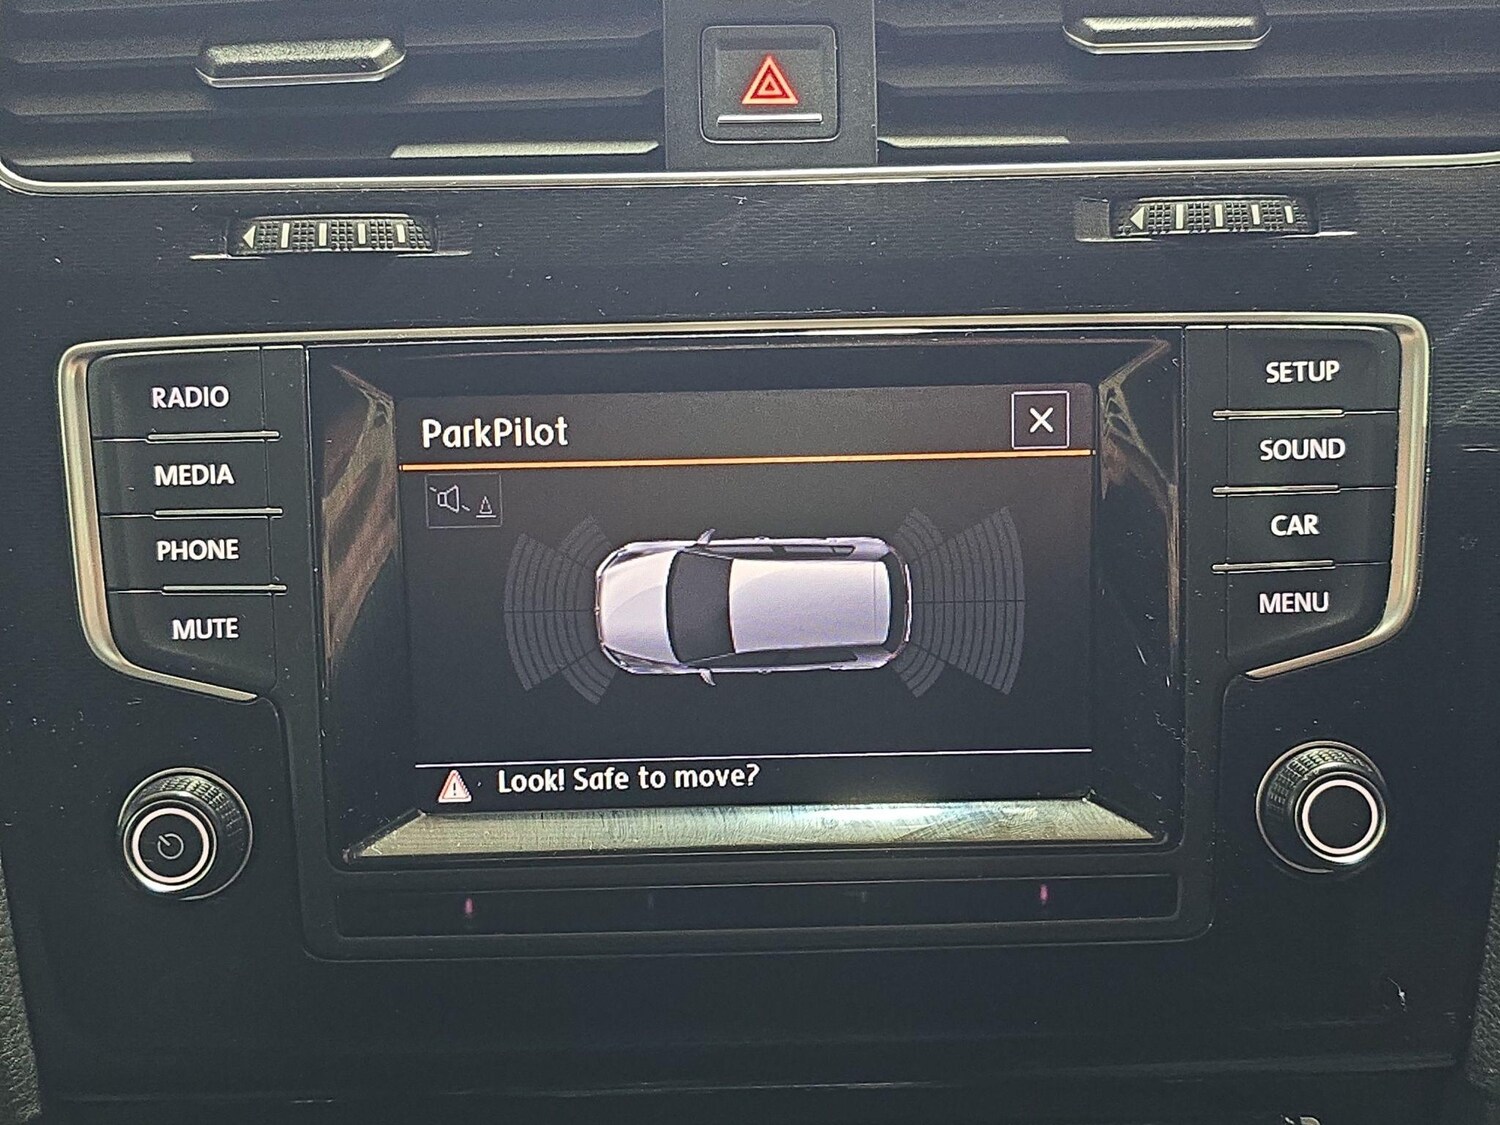 RADIO
MEDIA
PHONE
MUTE
ParkPilot
X
Look! Safe to move?
SETUP
SOUND
CAR
MENU